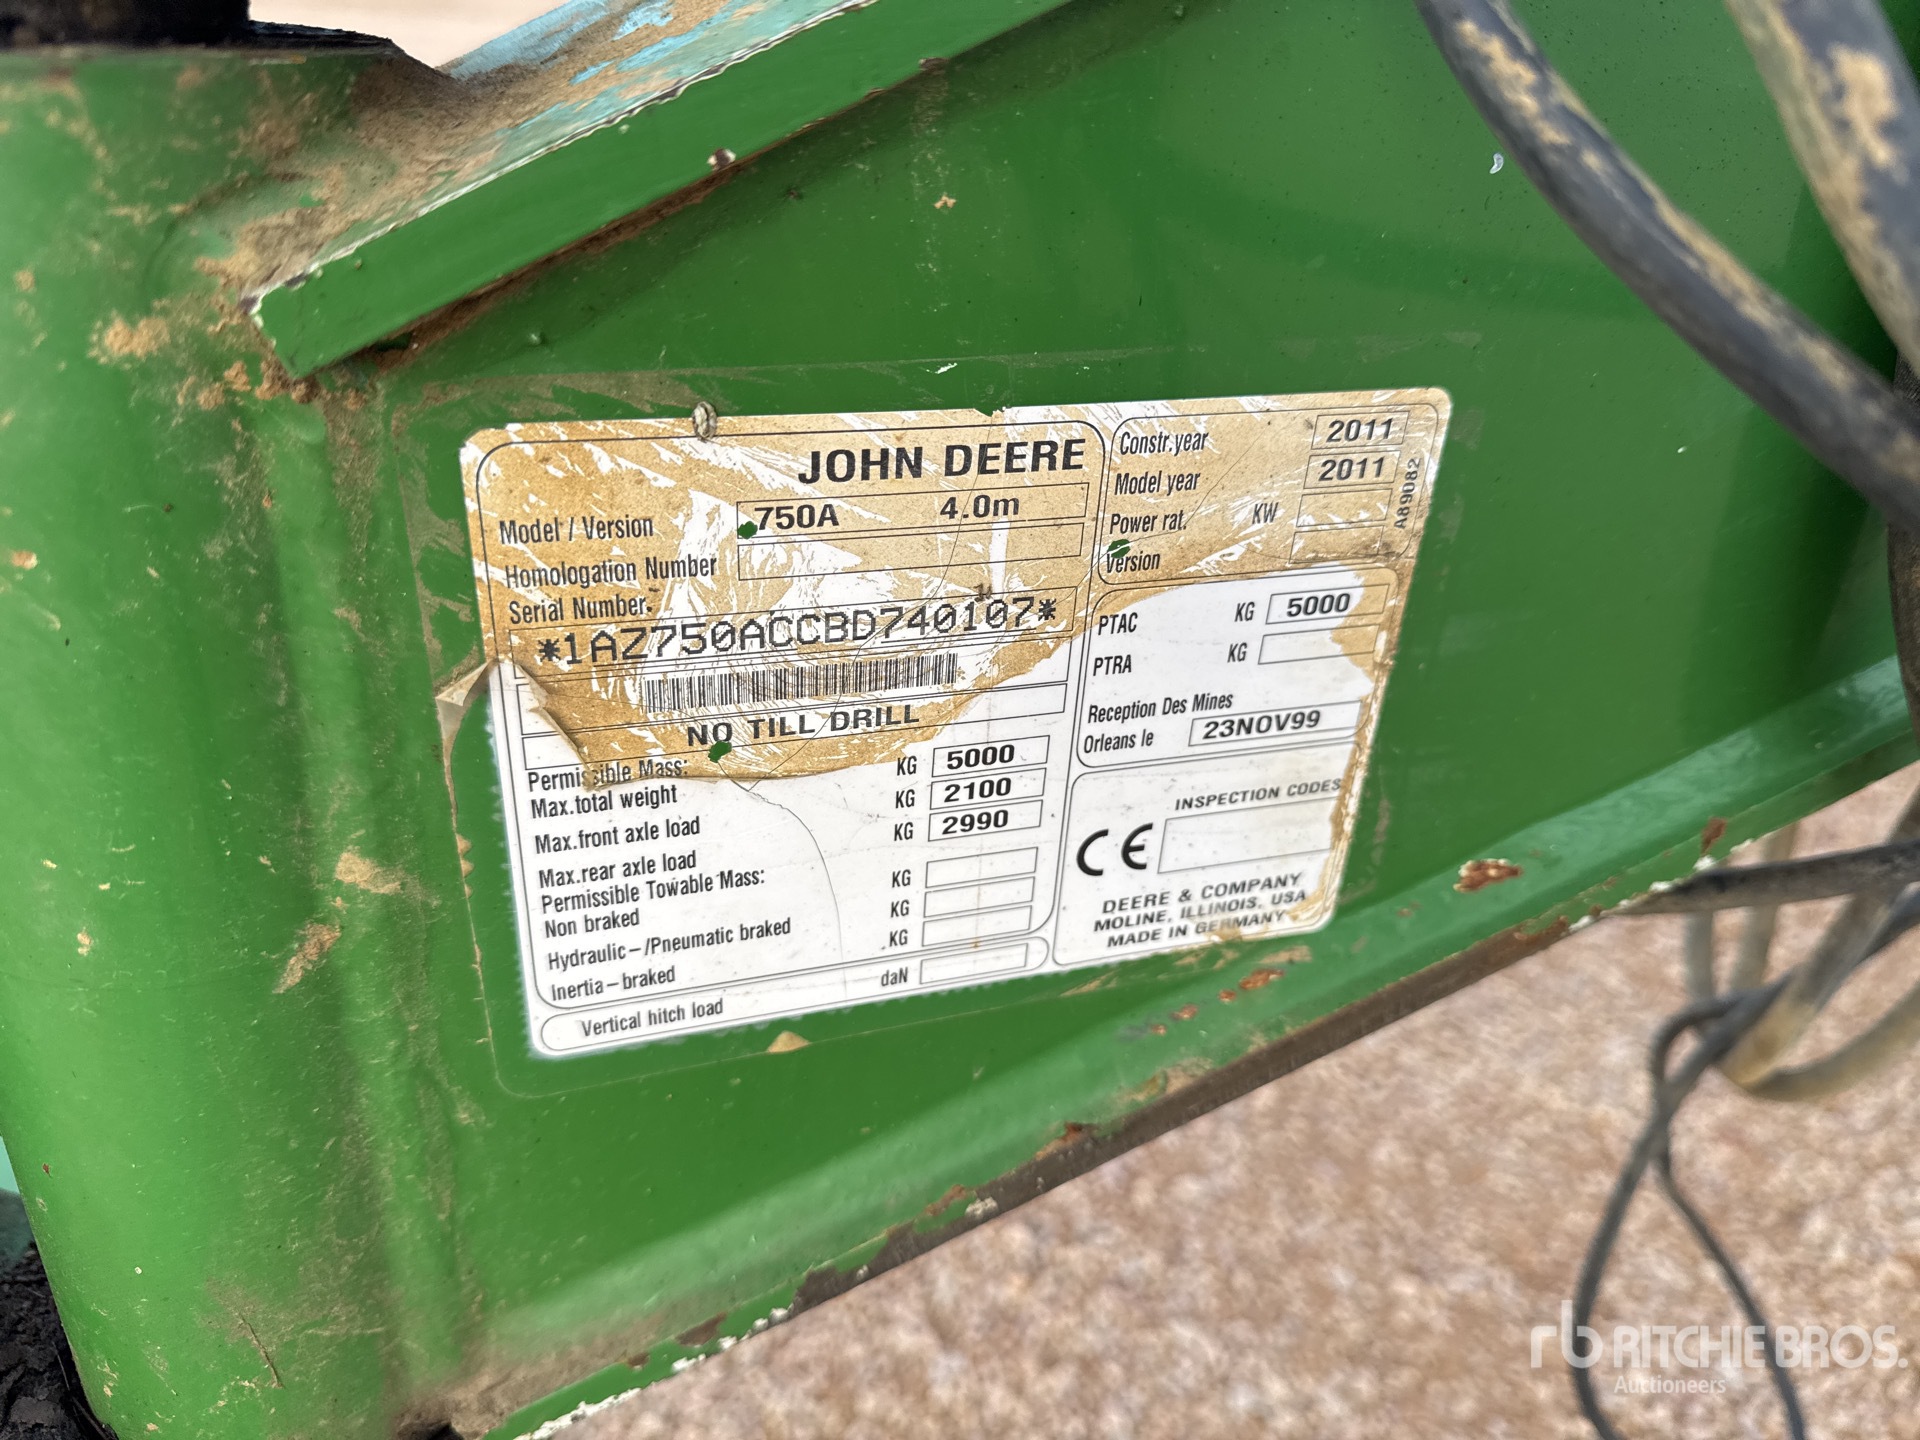 JOHN DEERE
Model / Version 750A 4.0m
Homologation Number
Serial Number.
*1AZ750ACCBD740107*
NO TILL DRILL
Permissible Mass:
Max.total weight KG 5000
Max.front axle load KG 2100
Max.rear axle load KG 2990
Permissible Towable Mass:
Non braked KG
Hydraulic-/Pneumatic braked KG
Inertia-braked KG
Vertical hitch load daN
Constr.year 2011
Model year 2011
Power rat. KW
Version
A89082
PTAC KG 5000
PTRA KG
Reception Des Mines
Orleans le 23NOV99
INSPECTION CODES
CE
DEERE & COMPANY
MOLINE, ILLINOIS, USA
MADE IN GERMANY
rb RITCHIE BROS.
Auctioneers